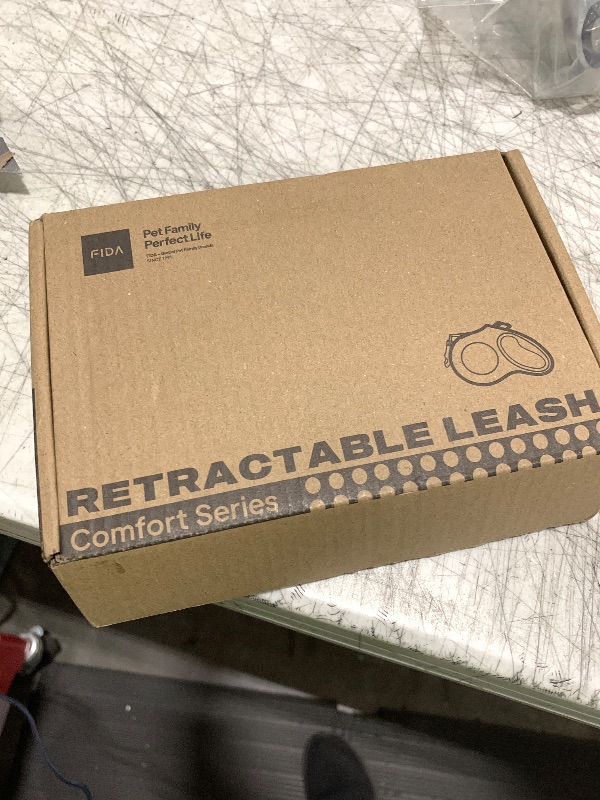 FIDA
Pet Family
Perfect Life
RETRACTABLE LEASH
Comfort Series